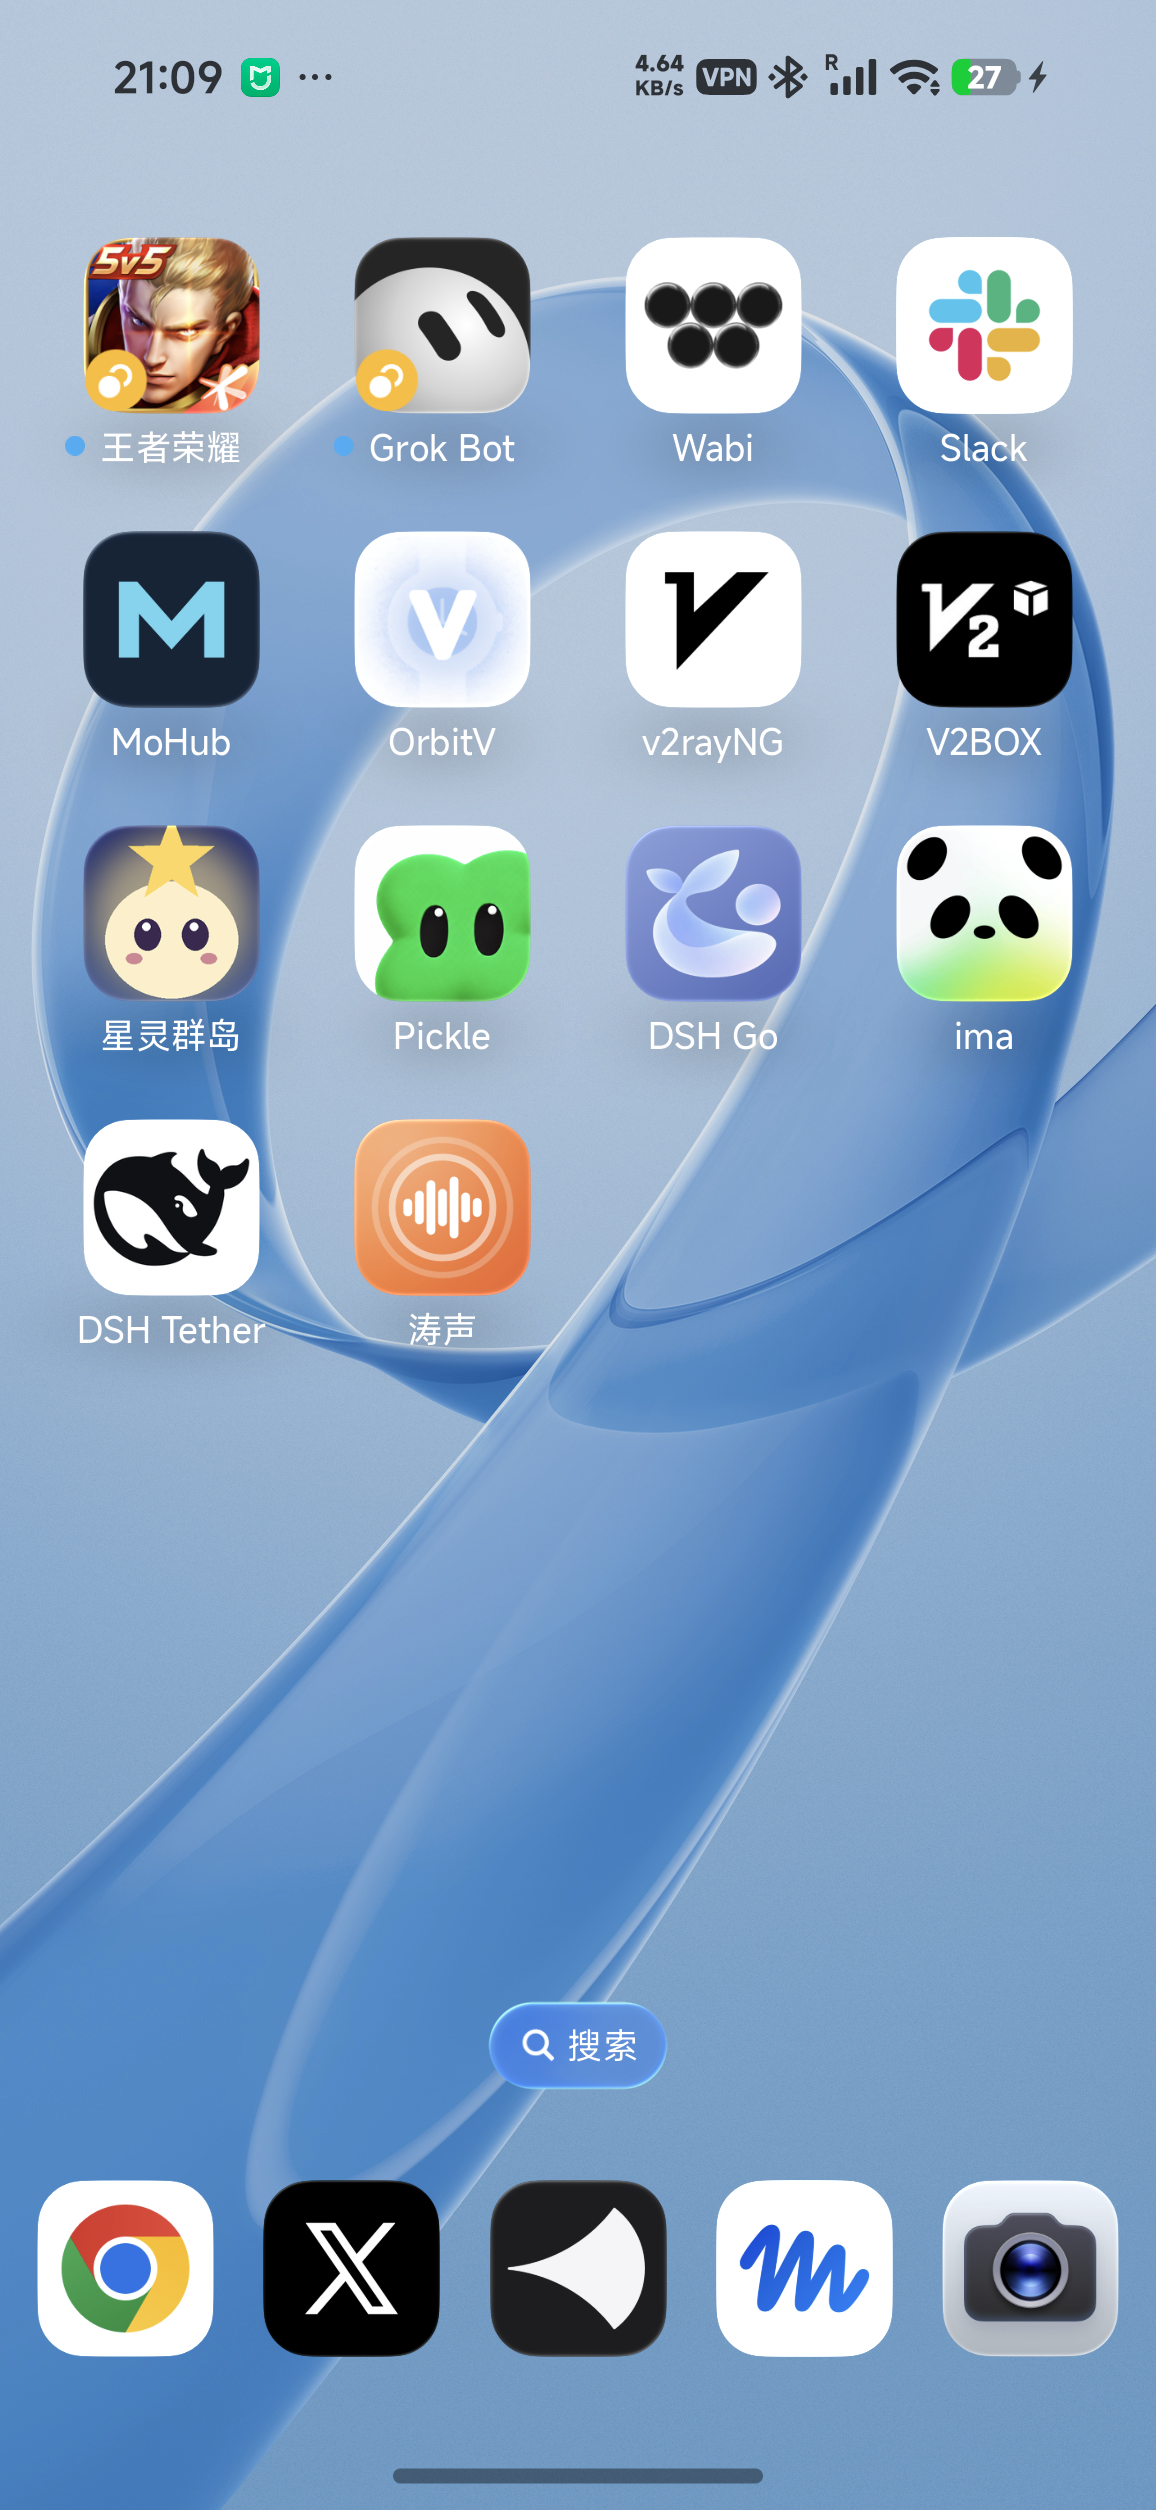 21:09 ... 4.64 KB/s VPN R 27
5v5
王者荣耀 Grok Bot Wabi Slack
MoHub OrbitV v2rayNG V2BOX
星灵群岛 Pickle DSH Go ima
DSH Tether 涛声
搜索